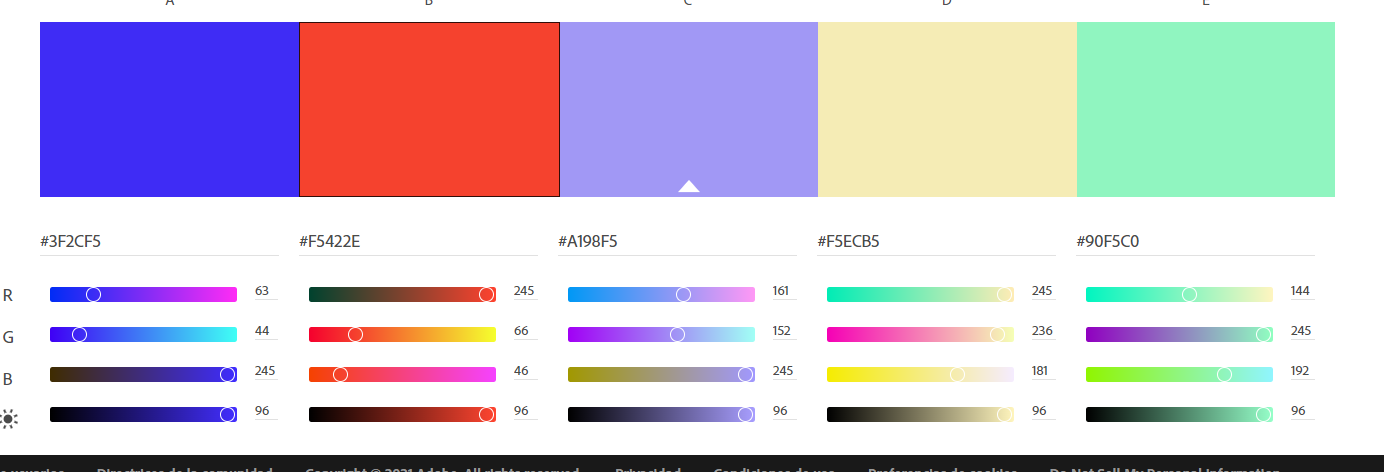 A B C D E
#3F2CF5 #F5422E #A198F5 #F5ECB5 #90F5C0
R 63 245 161 245 144
G 44 66 152 236 245
B 245 46 245 181 192
96 96 96 96 96
usuarios Directrices de la comunidad Copyright © 2021 Adobe. All rights reserved. Privacidad Condiciones de uso Preferencias de cookies Do Not Sell My Personal Information